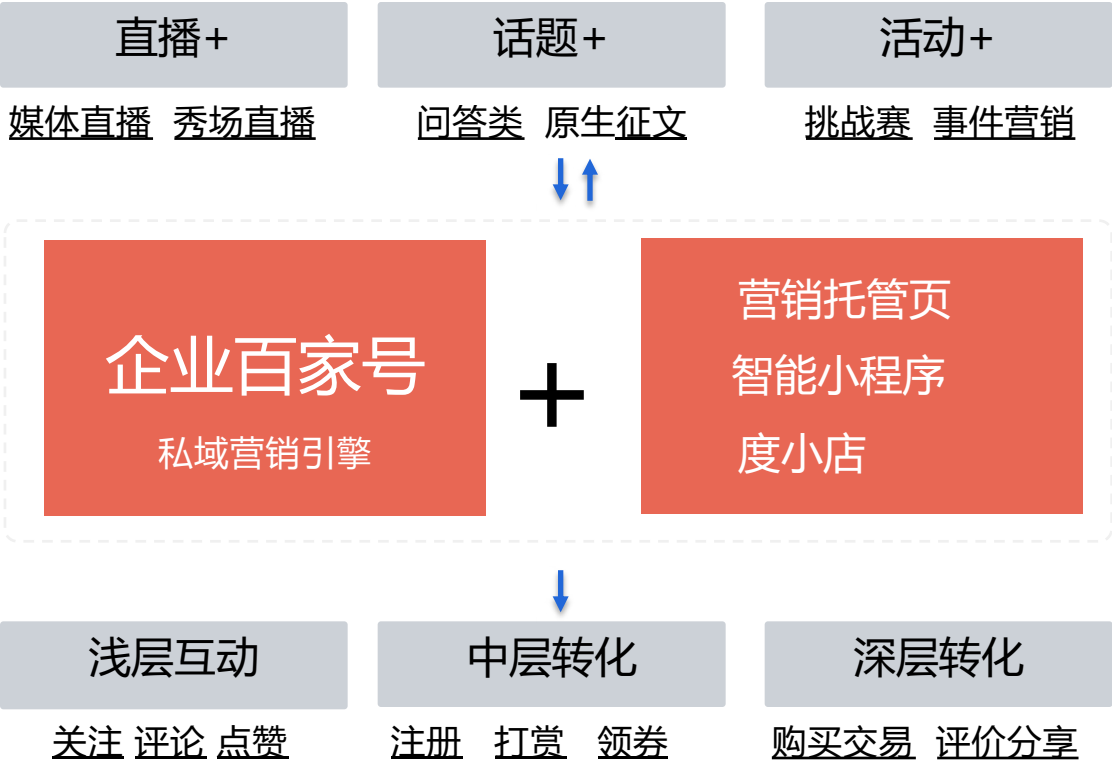 直播+ 话题+ 活动+
媒体直播 秀场直播 问答类 原生征文 挑战赛 事件营销
企业百家号
私域营销引擎
+
营销托管页
智能小程序
度小店
浅层互动 中层转化 深层转化
关注 评论 点赞 注册 打赏 领券 购买交易 评价分享